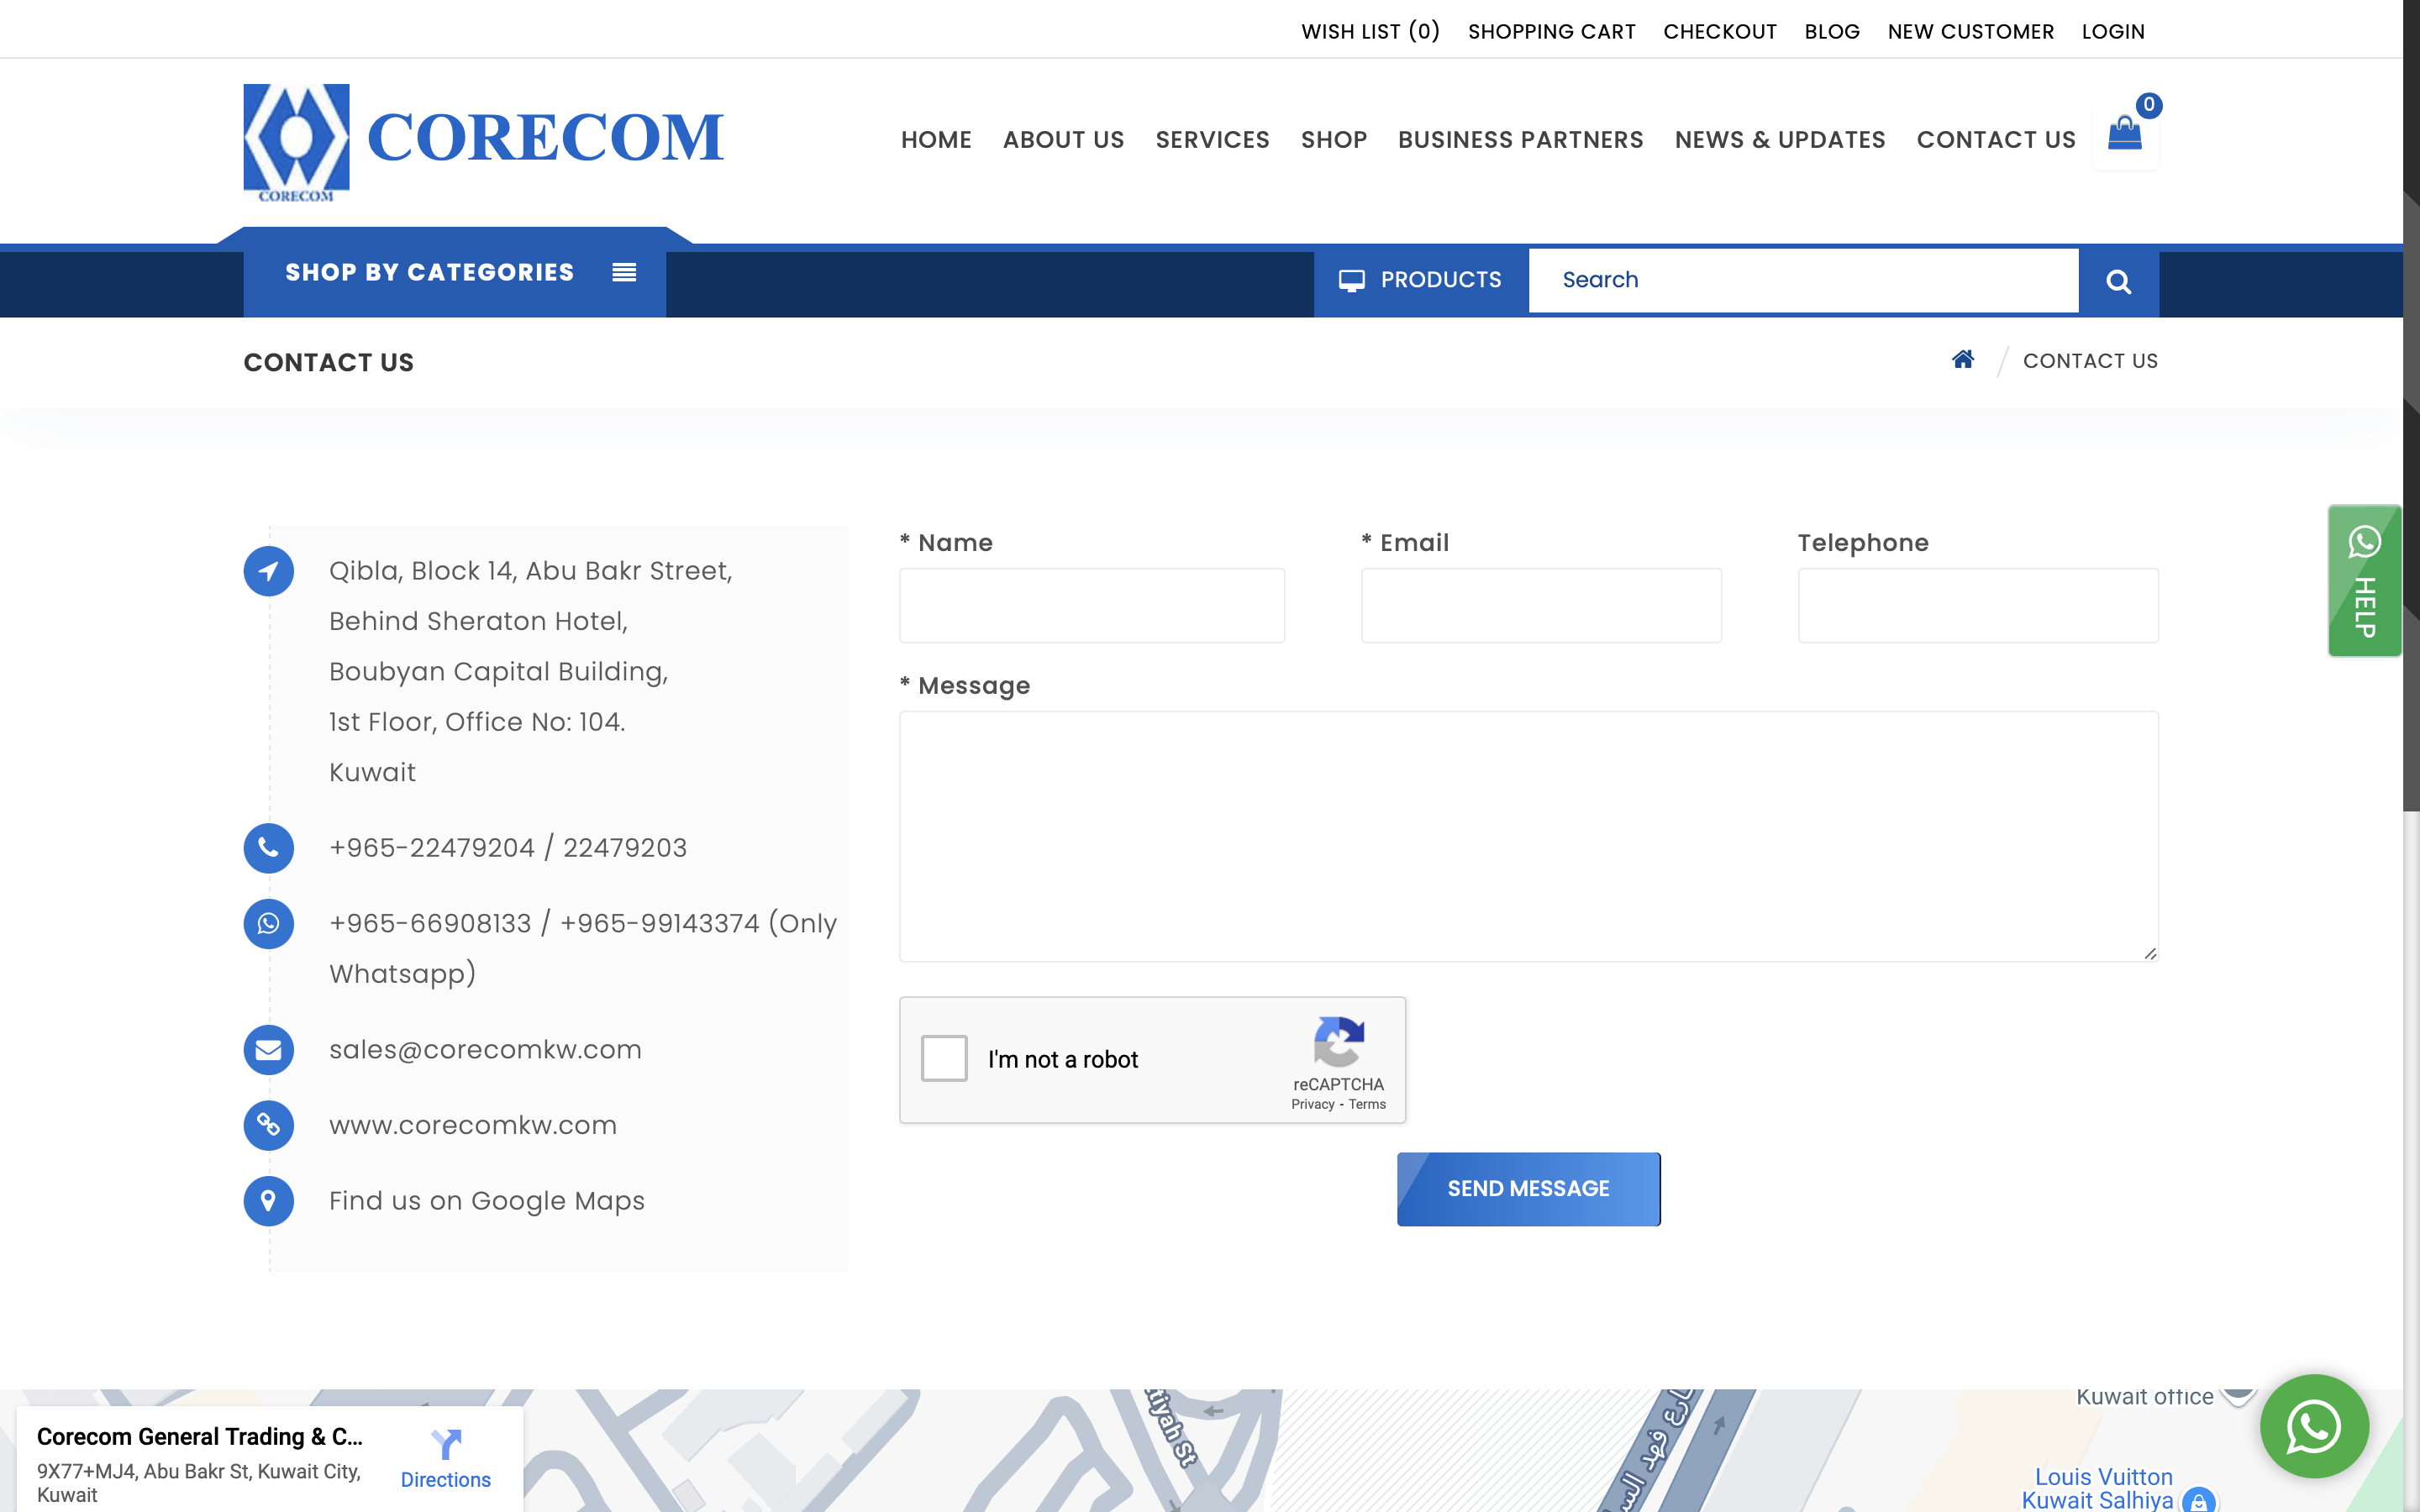 WISH LIST (0) SHOPPING CART CHECKOUT BLOG NEW CUSTOMER LOGIN
CORECOM
CORECOM
HOME ABOUT US SERVICES SHOP BUSINESS PARTNERS NEWS & UPDATES CONTACT US
0
SHOP BY CATEGORIES
PRODUCTS
Search
CONTACT US
CONTACT US
Qibla, Block 14, Abu Bakr Street,
Behind Sheraton Hotel,
Boubyan Capital Building,
1st Floor, Office No: 104.
Kuwait
+965-22479204 / 22479203
+965-66908133 / +965-99143374 (Only
Whatsapp)
sales@corecomkw.com
www.corecomkw.com
Find us on Google Maps
* Name
* Email
Telephone
* Message
I'm not a robot
reCAPTCHA
Privacy - Terms
SEND MESSAGE
HELP
Corecom General Trading & C...
9X77+MJ4, Abu Bakr St, Kuwait City,
Kuwait
Directions
St
فهد
Kuwait office
Louis Vuitton
Kuwait Salhiya